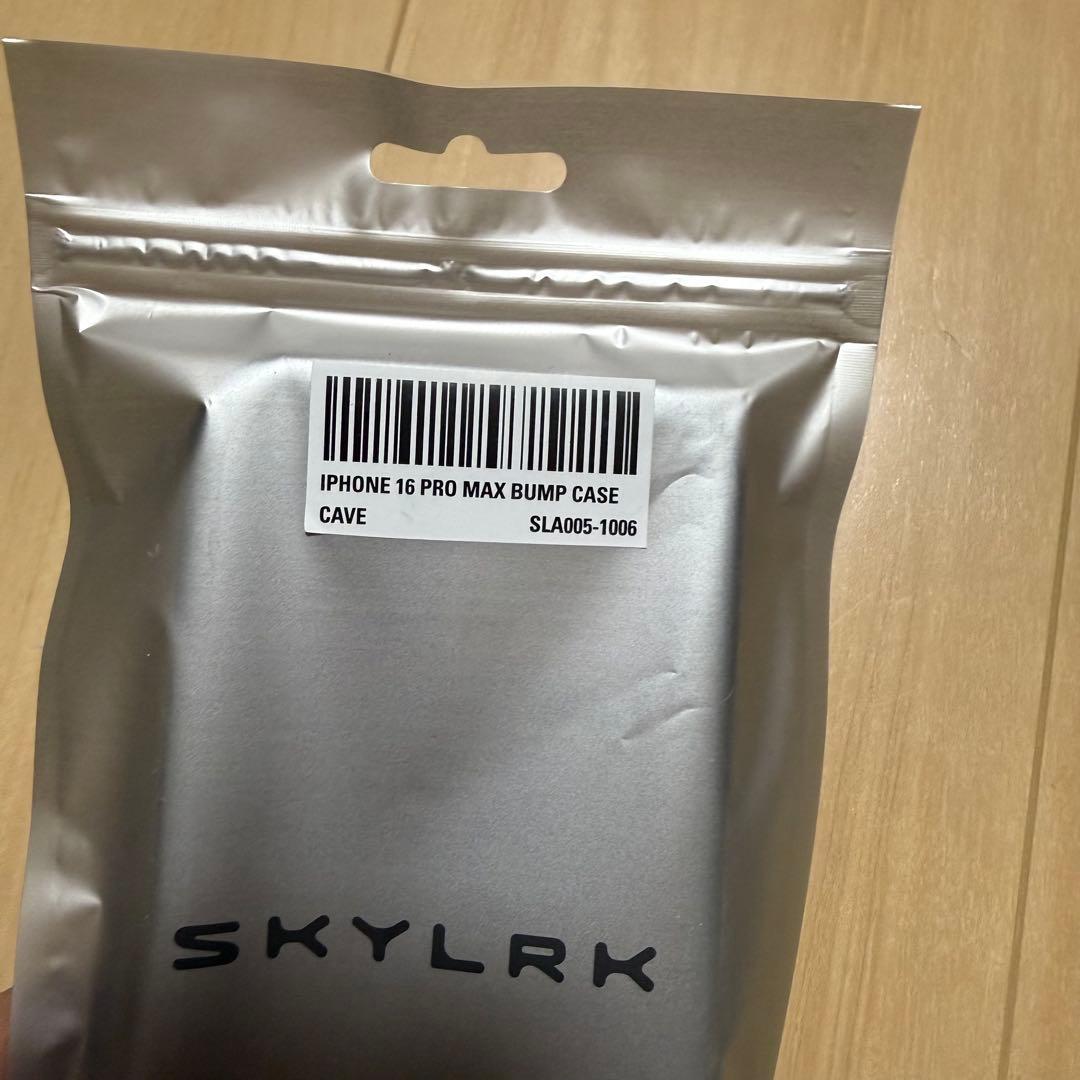 IPHONE 16 PRO MAX BUMP CASE
CAVE SLA005-1006
SKYLRK